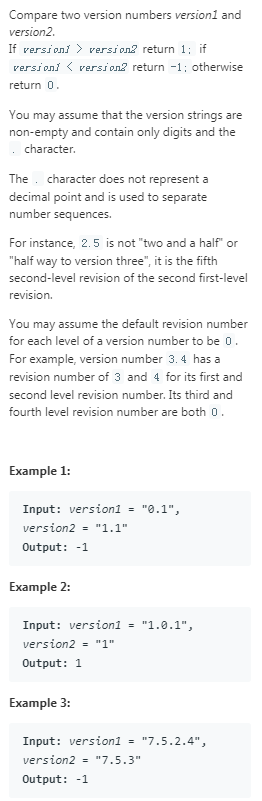 Compare two version numbers version1 and
version2.
If version1 > version2 return 1; if
version1 < version2 return -1; otherwise
return 0.
You may assume that the version strings are
non-empty and contain only digits and the
. character.
The . character does not represent a
decimal point and is used to separate
number sequences.
For instance, 2.5 is not "two and a half" or
"half way to version three", it is the fifth
second-level revision of the second first-level
revision.
You may assume the default revision number
for each level of a version number to be 0.
For example, version number 3.4 has a
revision number of 3 and 4 for its first and
second level revision number. Its third and
fourth level revision number are both 0.
Example 1:
Input: version1 = "0.1",
version2 = "1.1"
Output: -1
Example 2:
Input: version1 = "1.0.1",
version2 = "1"
Output: 1
Example 3:
Input: version1 = "7.5.2.4",
version2 = "7.5.3"
Output: -1